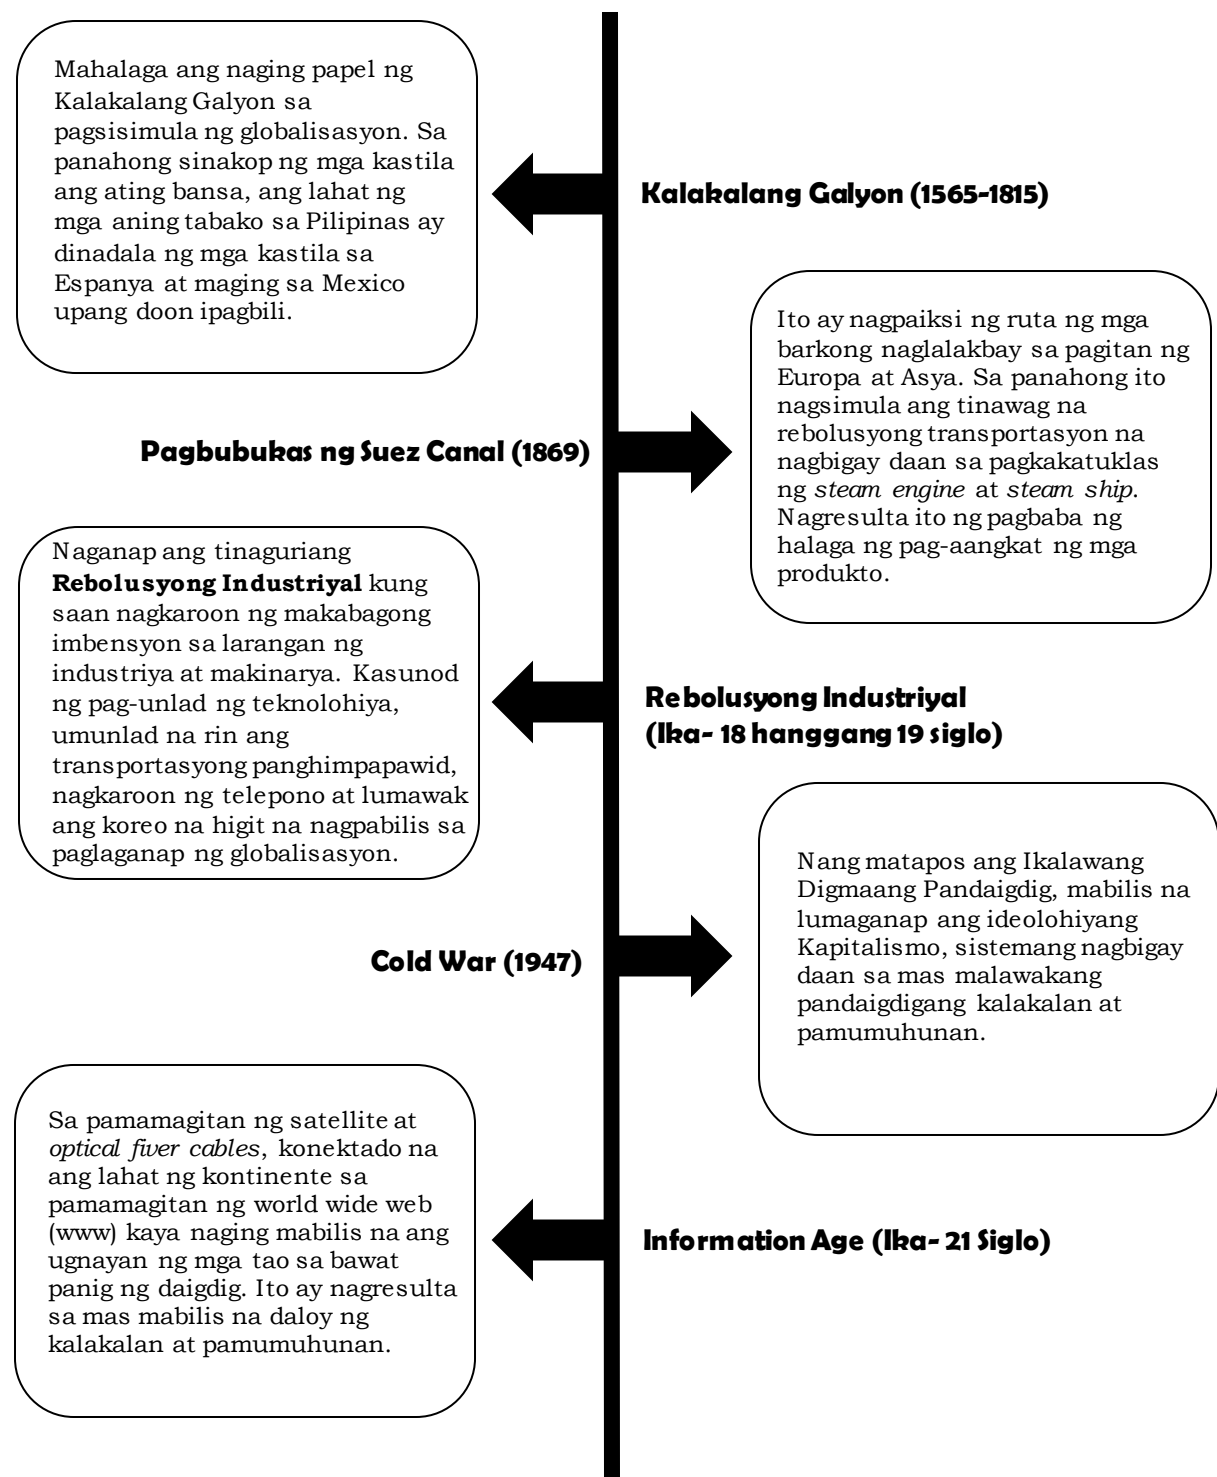 Mahalaga ang naging papel ng
Kalakalang Galyon sa
pagsisimula ng globalisasyon. Sa
panahong sinakop ng mga kastila
ang ating bansa, ang lahat ng
mga aning tabako sa Pilipinas ay
dinadala ng mga kastila sa
Espanya at maging sa Mexico
upang doon ipagbili.
Kalakalang Galyon (1565-1815)
Pagbubukas ng Suez Canal (1869)
Ito ay nagpaiksi ng ruta ng mga
barkong naglalakbay sa pagitan ng
Europa at Asya. Sa panahong ito
nagsimula ang tinawag na
rebolusyong transportasyon na
nagbigay daan sa pagkakatuklas
ng steam engine at steam ship.
Nagresulta ito ng pagbaba ng
halaga ng pag-aangkat ng mga
produkto.
Naganap ang tinaguriang
Rebolusyong Industriyal kung
saan nagkaroon ng makabagong
imbensyon sa larangan ng
industriya at makinarya. Kasunod
ng pag-unlad ng teknolohiya,
umunlad na rin ang
transportasyong panghimpapawid,
nagkaroon ng telepono at lumawak
ang koreo na higit na nagpabilis sa
paglaganap ng globalisasyon.
Rebolusyong Industriyal
(Ika- 18 hanggang 19 siglo)
Cold War (1947)
Nang matapos ang Ikalawang
Digmaang Pandaigdig, mabilis na
lumaganap ang ideolohiyang
Kapitalismo, sistemang nagbigay
daan sa mas malawakang
pandaigdigang kalakalan at
pamumuhunan.
Sa pamamagitan ng satellite at
optical fiver cables, konektado na
ang lahat ng kontinente sa
pamamagitan ng world wide web
(www) kaya naging mabilis na ang
ugnayan ng mga tao sa bawat
panig ng daigdig. Ito ay nagresulta
sa mas mabilis na daloy ng
kalakalan at pamumuhunan.
Information Age (Ika- 21 Siglo)